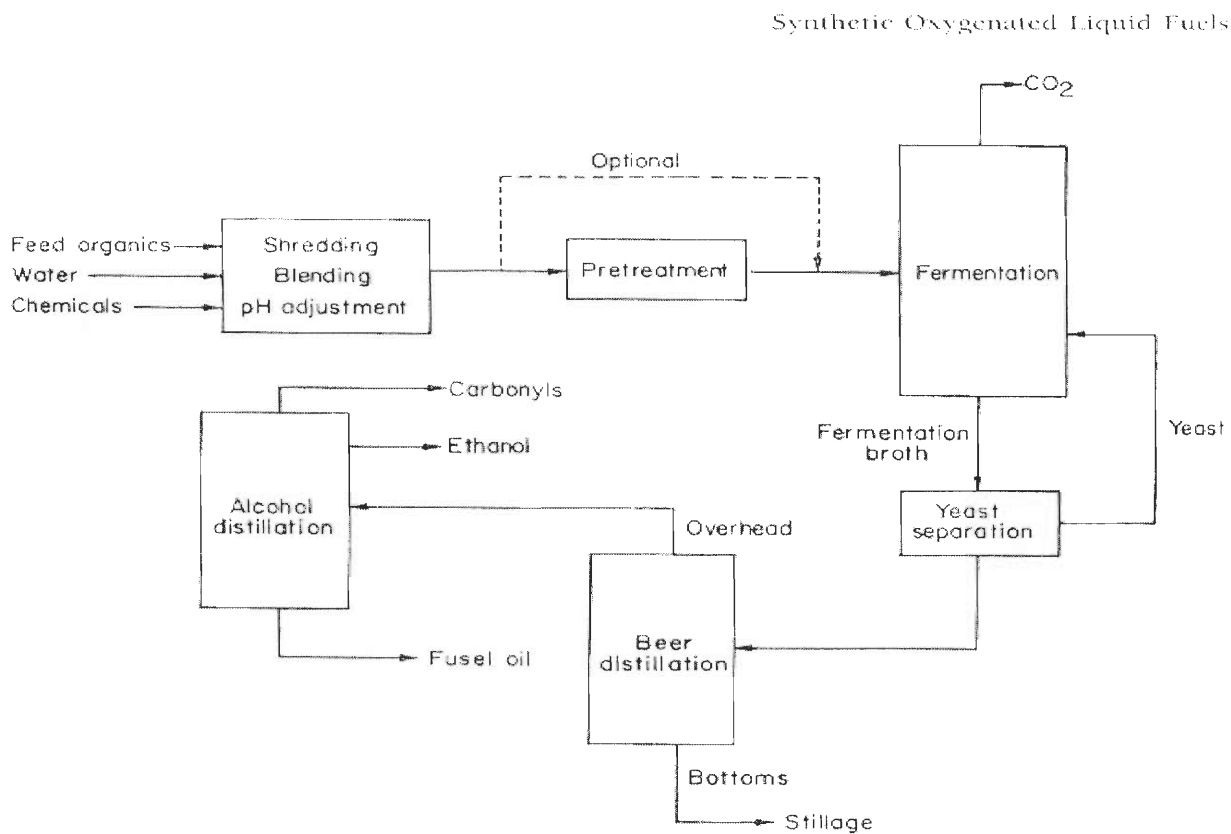 Synthetic Oxygenated Liquid Fuels
CO2
Optional
Feed organics
Water
Chemicals
Shredding
Blending
pH adjustment
Pretreatment
Fermentation
Carbonyls
Ethanol
Alcohol
distillation
Fusel oil
Fermentation
broth
Yeast
Yeast
separation
Overhead
Beer
distillation
Bottoms
Stillage